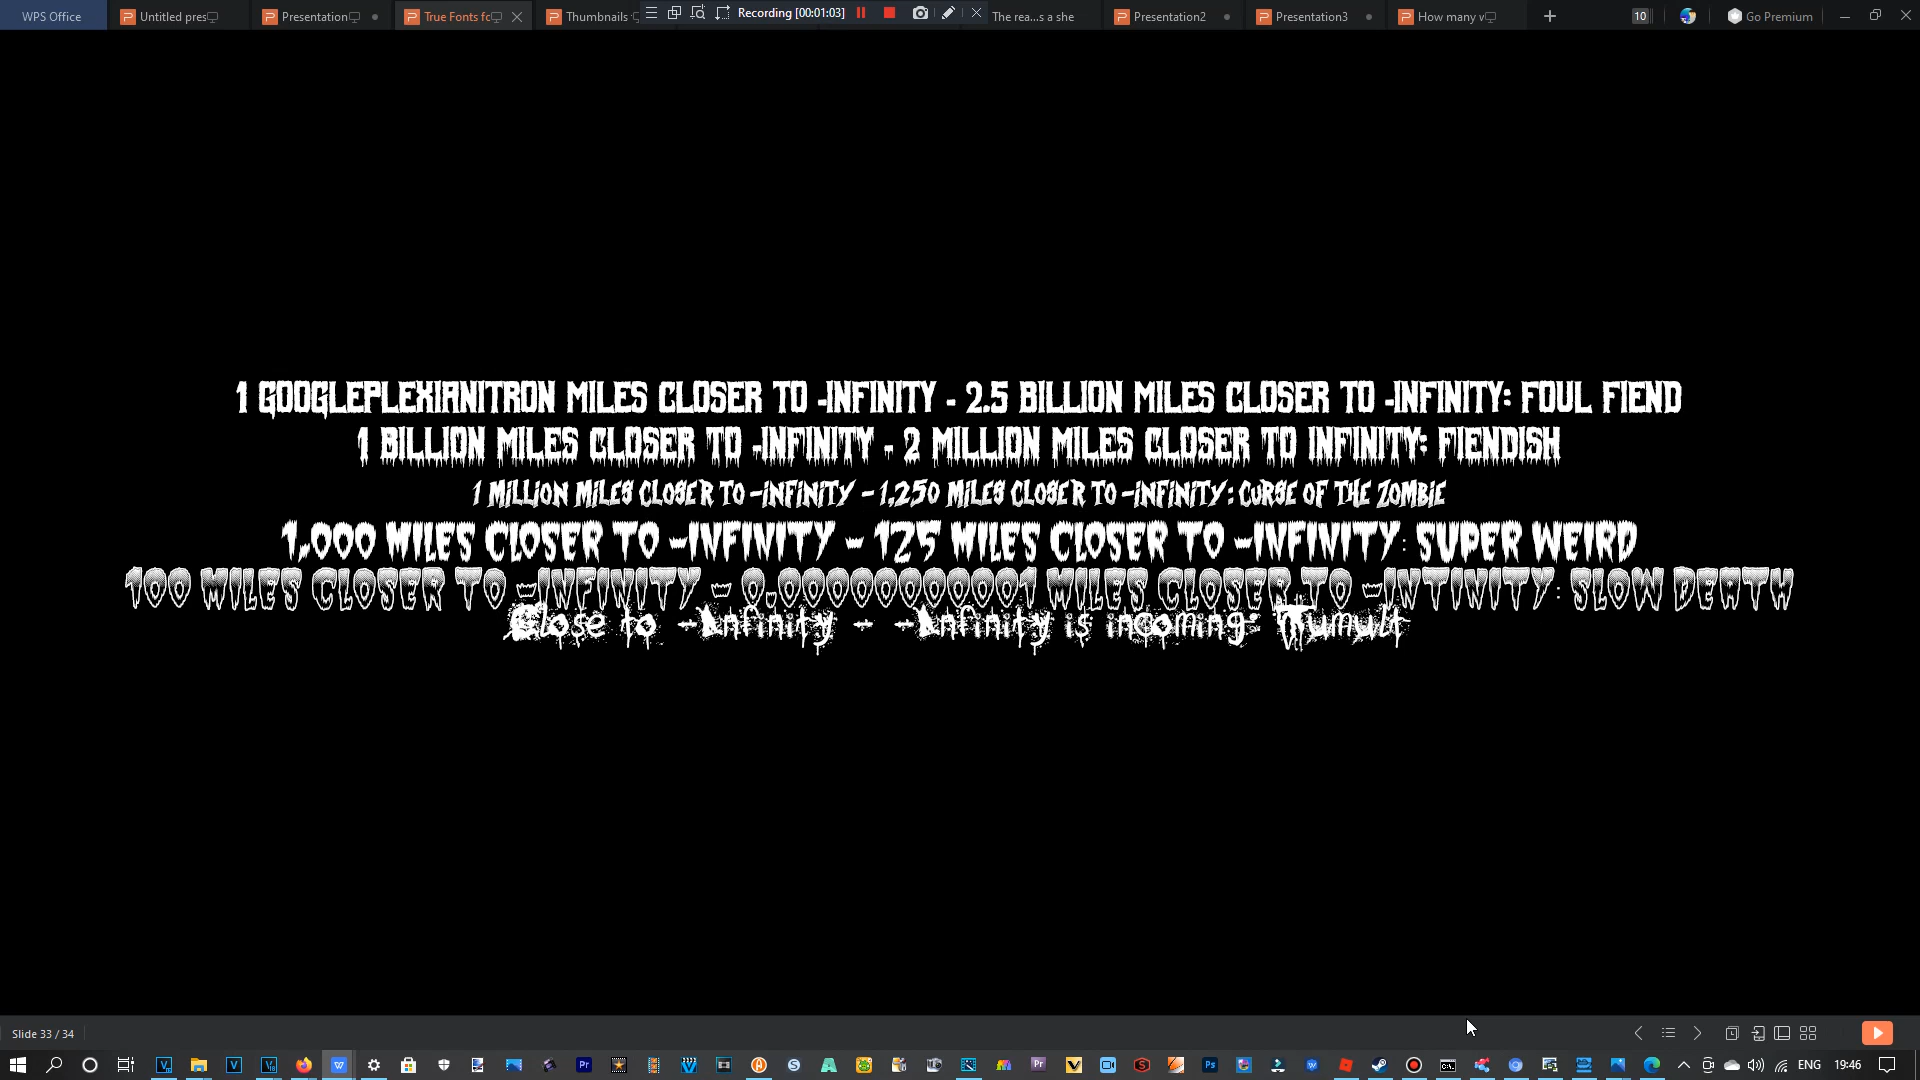 WPS Office
Untitled pres
Presentation
True Fonts fc
Thumbnails
Recording [00:01:03]
The rea...s a she
Presentation2
Presentation3
How many v
10
Go Premium
1 GOOGLEPLEXIANITRON MILES CLOSER TO -INFINITY - 2.5 BILLION MILES CLOSER TO -INFINITY: FOUL FIEND
1 BILLION MILES CLOSER TO -INFINITY - 2 MILLION MILES CLOSER TO INFINITY: FIENDISH
1 MILLION MILES CLOSER TO -INFINITY - 1,250 MILES CLOSER TO -INFINITY: CURSE OF THE ZOMBIE
1,000 MILES CLOSER TO -INFINITY - 125 MILES CLOSER TO -INFINITY: SUPER WEIRD
100 MILES CLOSER TO -INFINITY - 0.00000000001 MILES CLOSER TO -INTINITY: SLOW DEATH
Close to -Infinity - -Infinity is incoming: Tumult
Slide 33 / 34
ENG
19:46